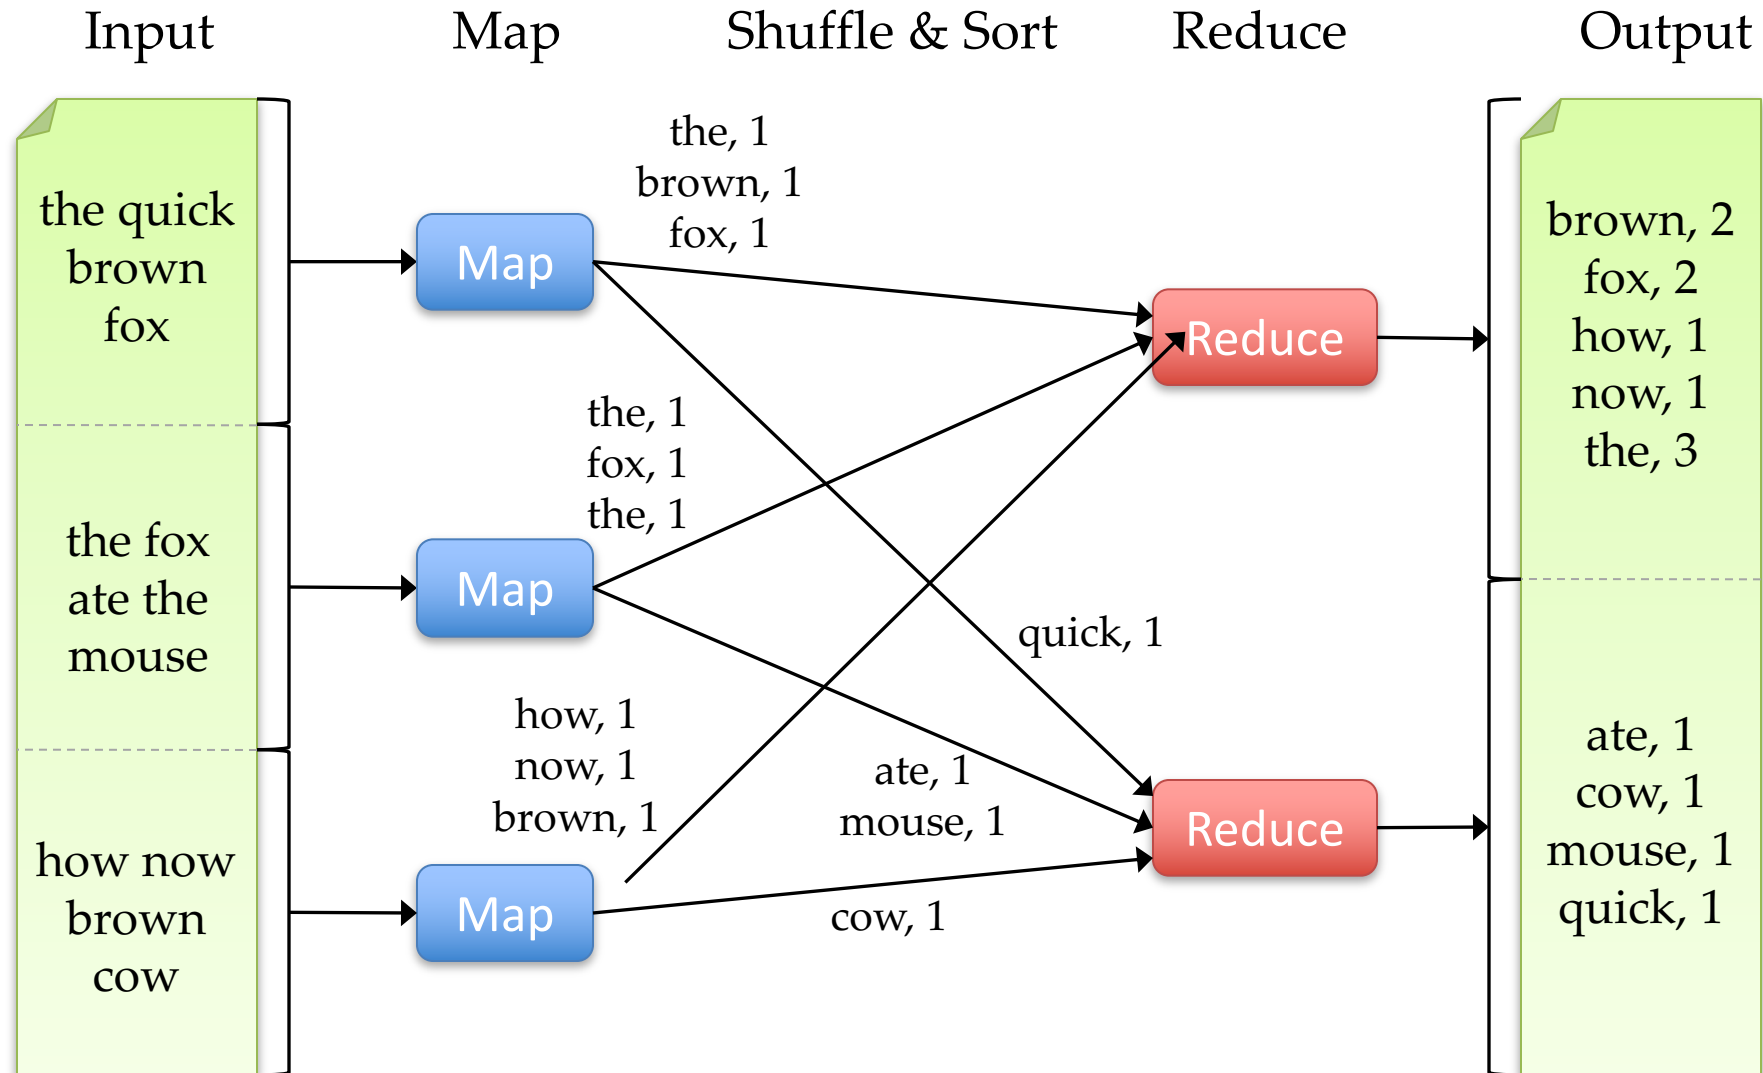 Input
Map
Shuffle & Sort
Reduce
Output
the quick
brown
fox
the fox
ate the
mouse
how now
brown
cow
Map
Map
Map
the, 1
brown, 1
fox, 1
the, 1
fox, 1
the, 1
how, 1
now, 1
brown, 1
quick, 1
ate, 1
mouse, 1
cow, 1
Reduce
Reduce
brown, 2
fox, 2
how, 1
now, 1
the, 3
ate, 1
cow, 1
mouse, 1
quick, 1